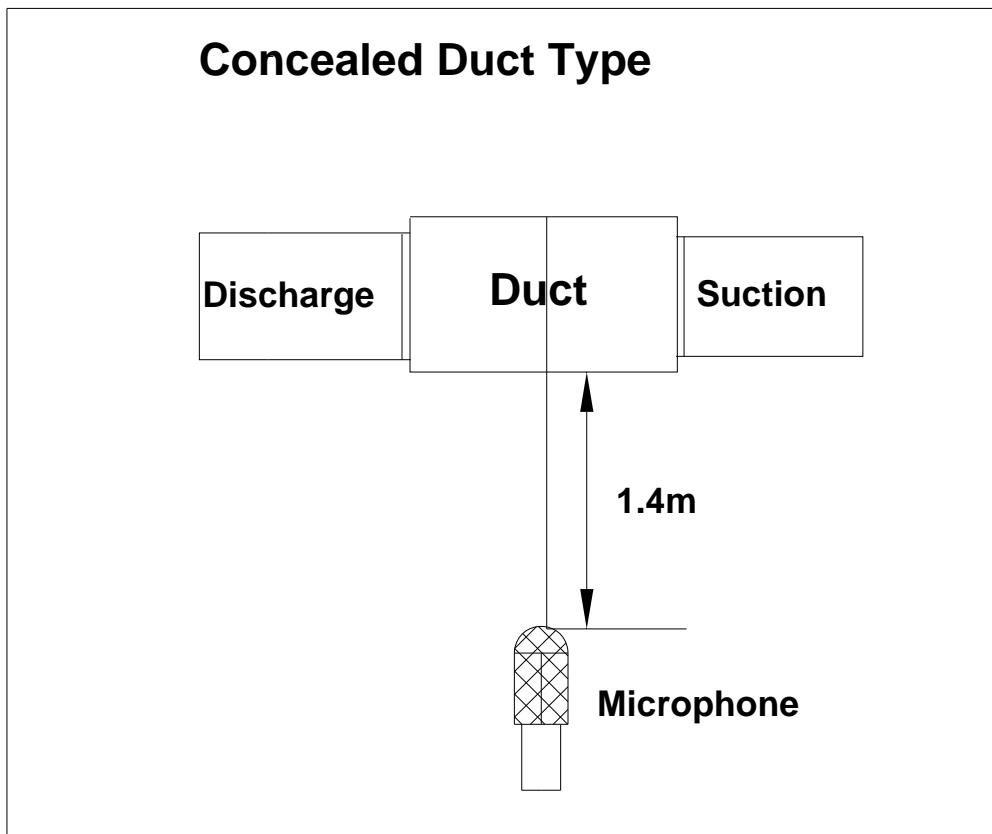 Concealed Duct Type
Discharge
Duct
Suction
1.4m
Microphone